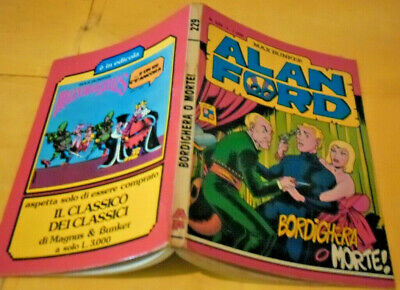 è in edicola
aspetta solo di essere comprato
IL CLASSICO
DEI CLASSICI
di Magnus & Bunker
a solo L. 3.000
229
BORDIGHERA O MORTE!
MAX BUNKER
ALAN
FORD
BORDIGHERA
O MORTE!